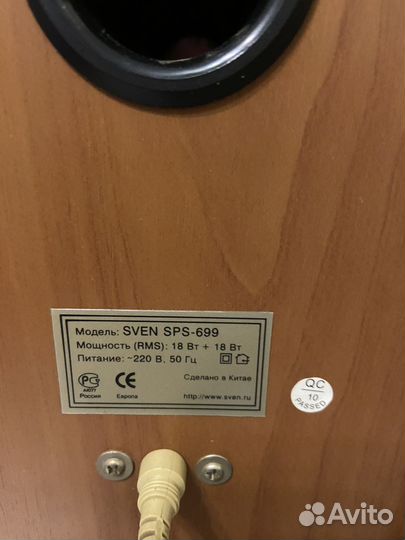 Модель: SVEN SPS-699
Мощность (RMS): 18 Вт + 18 Вт
Питание: ~220 В, 50 Гц
РСТ
АЮ77
Россия
CE
Европа
Сделано в Китае
http://www.sven.ru
QC
10
PASSED
Avito